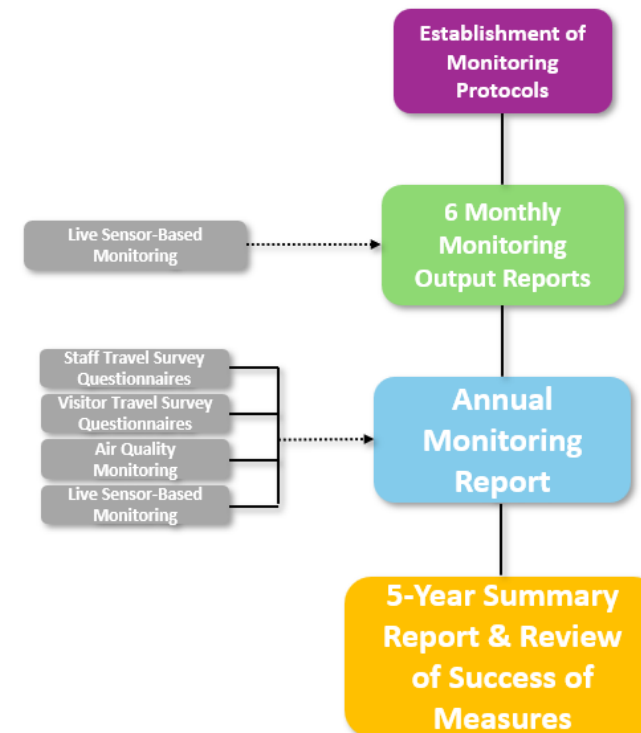 Establishment of
Monitoring
Protocols
Live Sensor-Based
Monitoring
6 Monthly
Monitoring
Output Reports
Staff Travel Survey
Questionnaires
Visitor Travel Survey
Questionnaires
Air Quality
Monitoring
Live Sensor-Based
Monitoring
Annual
Monitoring
Report
5-Year Summary
Report & Review
of Success of
Measures